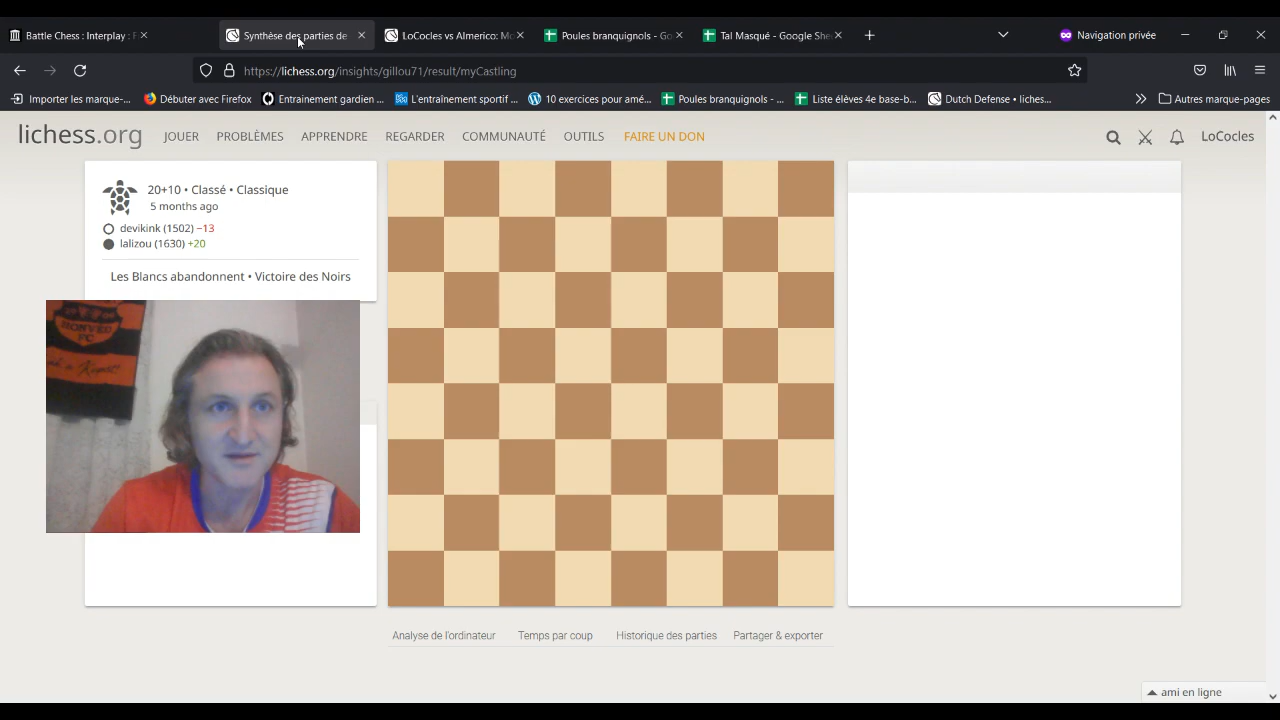 Battle Chess : Interplay : F
Synthèse des parties de
LoCocles vs Almerico: Mo
Poules branquignols - Go
Tal Masqué - Google She
Navigation privée
https://lichess.org/insights/gillou71/result/myCastling
Importer les marque-...
Débuter avec Firefox
Entrainement gardien ...
L'entraînement sportif ...
10 exercices pour amé...
Poules branquignols - ...
Liste élèves 4e base-b...
Dutch Defense • liches...
Autres marque-pages
lichess.org
JOUER
PROBLÈMES
APPRENDRE
REGARDER
COMMUNAUTÉ
OUTILS
FAIRE UN DON
LoCocles
20+10 • Classé • Classique
5 months ago
devikink (1502) −13
lalizou (1630) +20
Les Blancs abandonnent • Victoire des Noirs
Analyse de l'ordinateur
Temps par coup
Historique des parties
Partager & exporter
ami en ligne